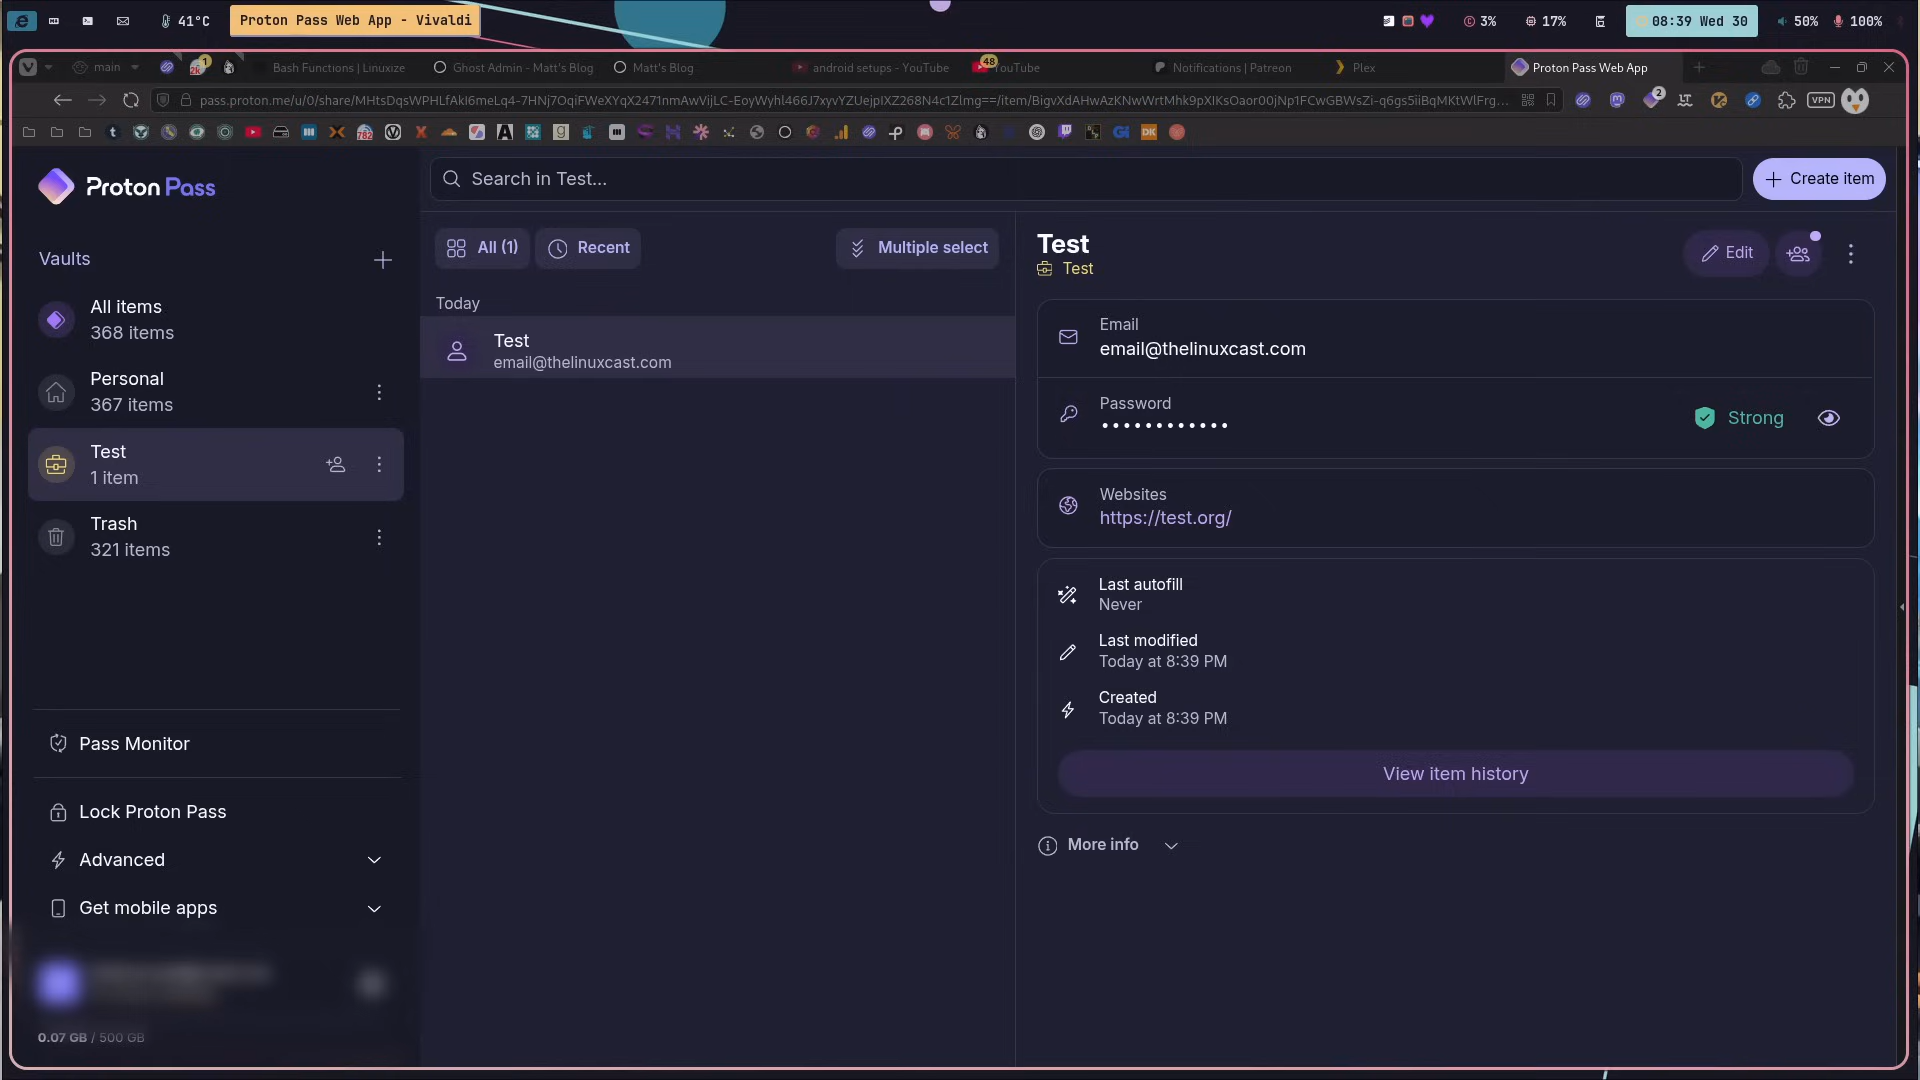 41°C
Proton Pass Web App - Vivaldi
3%
17%
08:39 Wed 30
50%
100%
main
1
Bash Functions | Linuxize
Ghost Admin - Matt's Blog
Matt's Blog
android setups - YouTube
48
YouTube
Notifications | Patreon
Plex
Proton Pass Web App
2
VPN
782
DK
Proton Pass
Search in Test...
Create item
Vaults
All (1)
Recent
Multiple select
Test
Test
Edit
All items
368 items
Today
Personal
367 items
Test
email@thelinuxcast.com
Email
email@thelinuxcast.com
Password
••••••••••••
Strong
Test
1 item
Websites
https://test.org/
Trash
321 items
Last autofill
Never
Last modified
Today at 8:39 PM
Created
Today at 8:39 PM
View item history
More info
Pass Monitor
Lock Proton Pass
Advanced
Get mobile apps
0.07 GB / 500 GB